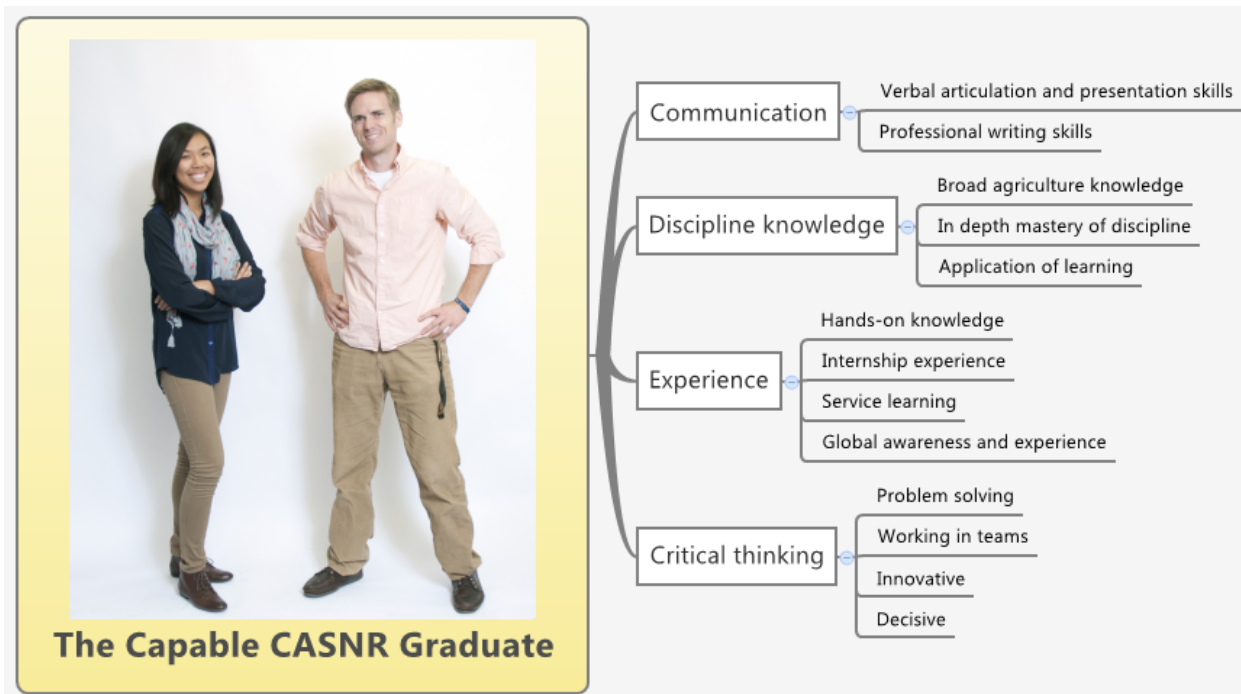 The Capable CASNR Graduate
Communication
Verbal articulation and presentation skills
Professional writing skills
Discipline knowledge
Broad agriculture knowledge
In depth mastery of discipline
Application of learning
Experience
Hands-on knowledge
Internship experience
Service learning
Global awareness and experience
Critical thinking
Problem solving
Working in teams
Innovative
Decisive